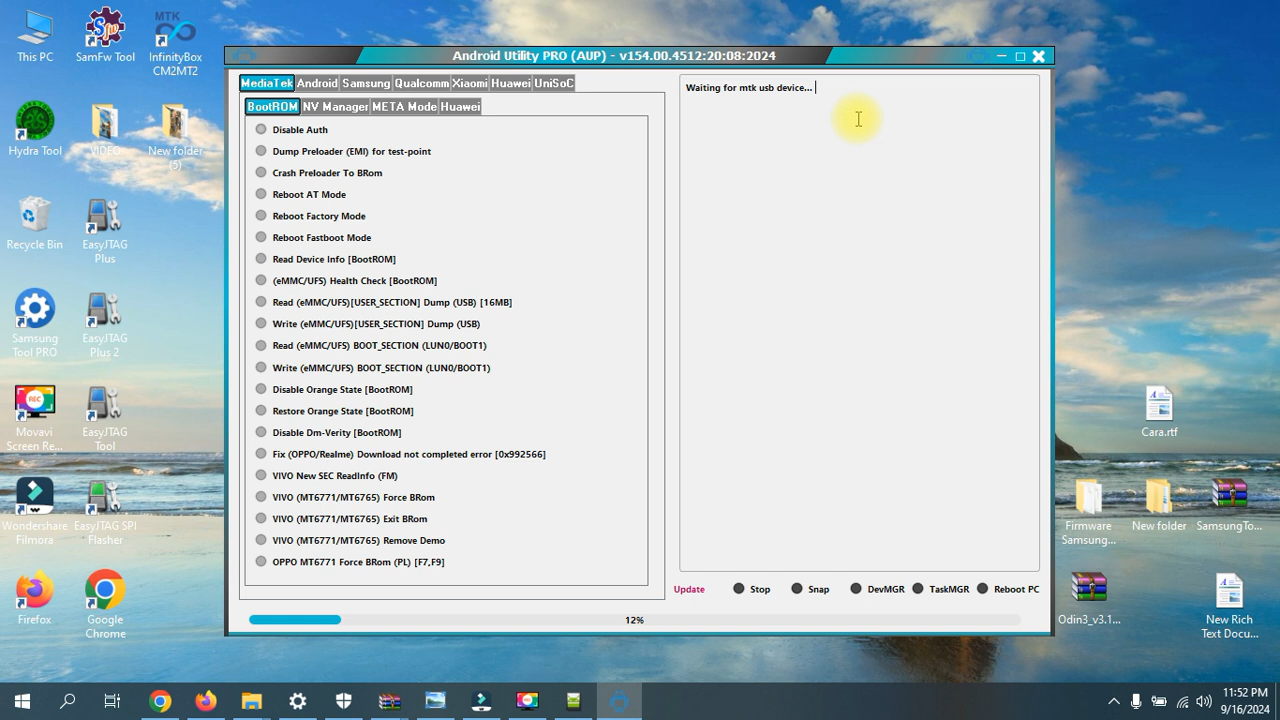 This PC
SamFw Tool
MTK
InfinityBox
CM2MT2
Hydra Tool
VIDEO
New folder
(5)
Recycle Bin
EasyJTAG
Plus
Samsung
Tool PRO
EasyJTAG
Plus 2
REC
Movavi
Screen Re...
EasyJTAG
Tool
Wondershare
Filmora
EasyJTAG SPI
Flasher
Firefox
Google
Chrome
Android Utility PRO (AUP) - v154.00.4512:20:08:2024
MediaTek Android Samsung Qualcomm Xiaomi Huawei UniSoC
BootROM NV Manager META Mode Huawei
Disable Auth
Dump Preloader (EMI) for test-point
Crash Preloader To BRom
Reboot AT Mode
Reboot Factory Mode
Reboot Fastboot Mode
Read Device Info [BootROM]
(eMMC/UFS) Health Check [BootROM]
Read (eMMC/UFS)[USER_SECTION] Dump (USB) [16MB]
Write (eMMC/UFS)[USER_SECTION] Dump (USB)
Read (eMMC/UFS) BOOT_SECTION (LUN0/BOOT1)
Write (eMMC/UFS) BOOT_SECTION (LUN0/BOOT1)
Disable Orange State [BootROM]
Restore Orange State [BootROM]
Disable Dm-Verity [BootROM]
Fix (OPPO/Realme) Download not completed error [0x992566]
VIVO New SEC ReadInfo (FM)
VIVO (MT6771/MT6765) Force BRom
VIVO (MT6771/MT6765) Exit BRom
VIVO (MT6771/MT6765) Remove Demo
OPPO MT6771 Force BRom (PL) [F7,F9]
Waiting for mtk usb device...
Update Stop Snap DevMGR TaskMGR Reboot PC
12%
Cara.rtf
Firmware
Samsung...
New folder
SamsungTo...
Odin3_v3.1...
New Rich
Text Docu...
11:52 PM
9/16/2024